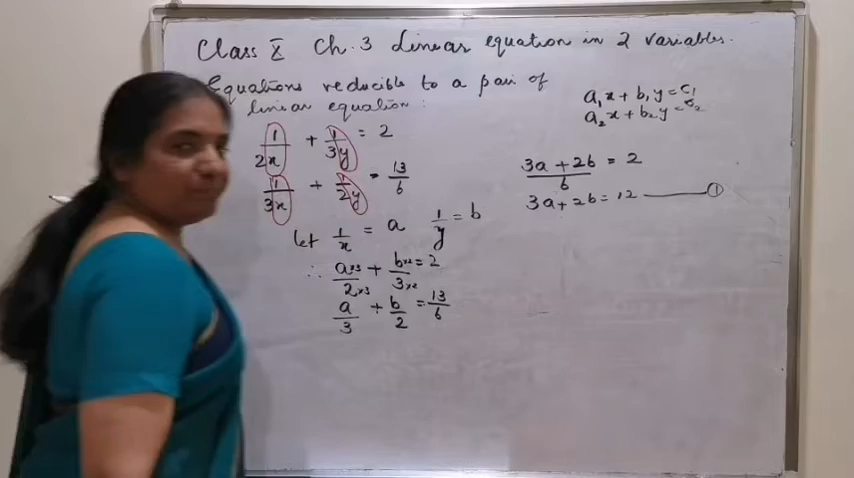 Class X Ch. 3 Linear equation in 2 variables.
Equations reducible to a pair of
linear equation:
a₁x + b₁y = c₁
a₂x + b₂y = c₂
1/2x + 1/3y = 2
1/3x + 1/2y = 13/6
let 1/x = a 1/y = b
∴ a×3/2×3 + b×2/3×2 = 2
a/3 + b/2 = 13/6
3a + 2b/6 = 2
3a + 2b = 12 —— ①